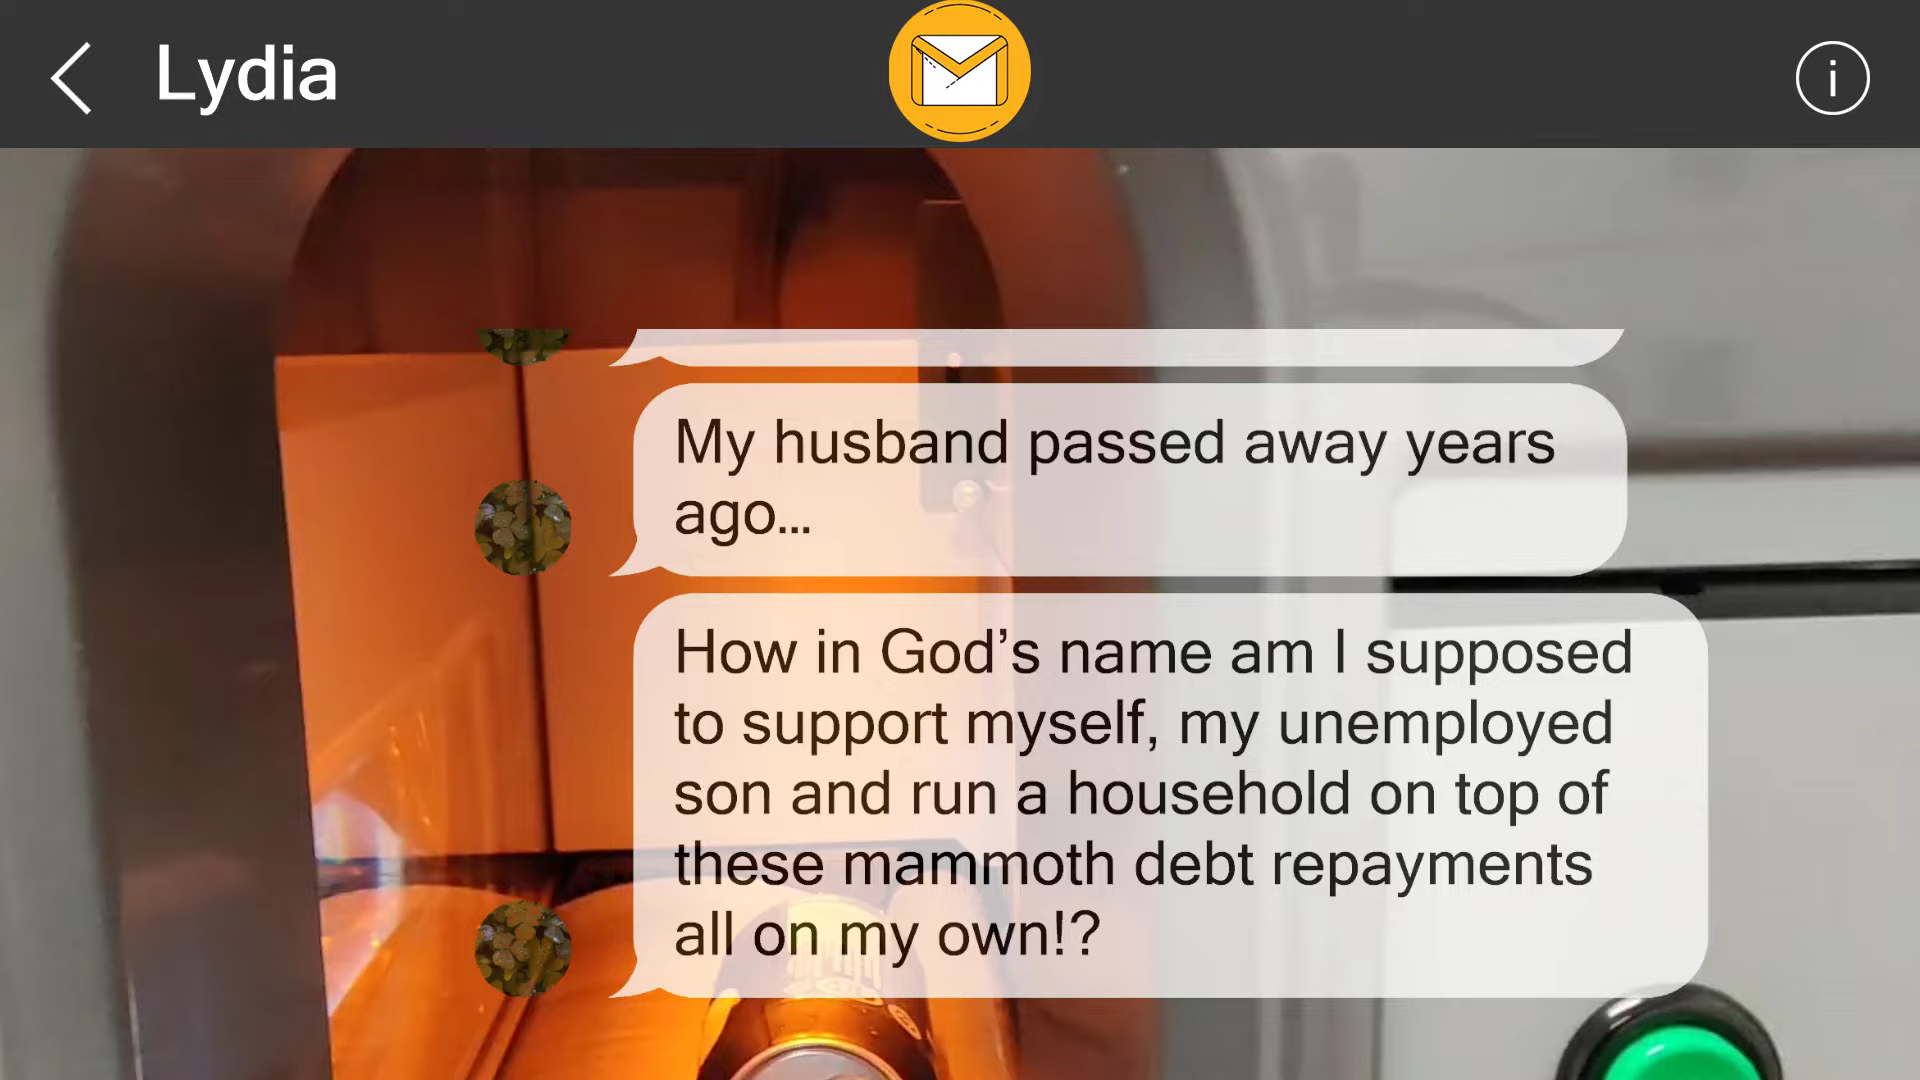 Lydia
My husband passed away years
ago...
How in God’s name am I supposed
to support myself, my unemployed
son and run a household on top of
these mammoth debt repayments
all on my own!?